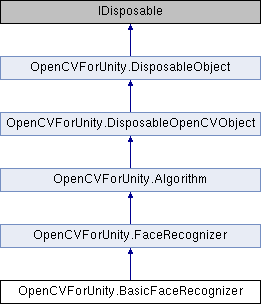 IDisposable
OpenCVForUnity.DisposableObject
OpenCVForUnity.DisposableOpenCVObject
OpenCVForUnity.Algorithm
OpenCVForUnity.FaceRecognizer
OpenCVForUnity.BasicFaceRecognizer